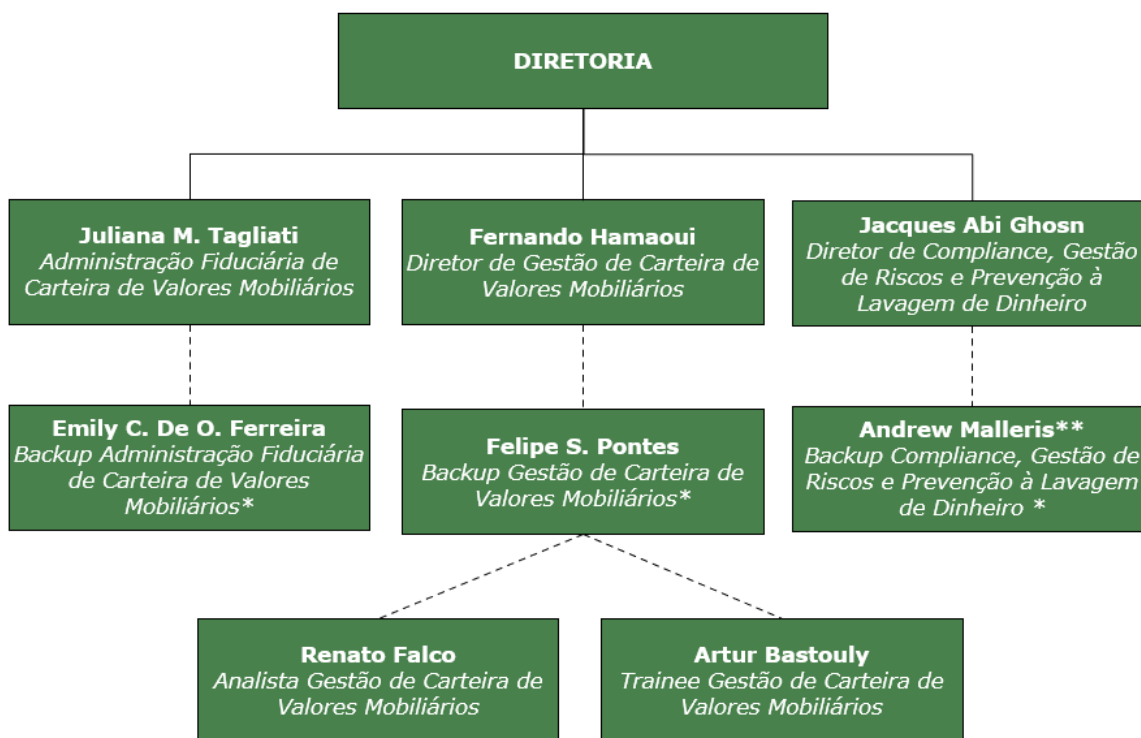 DIRETORIA
Juliana M. Tagliati
Administração Fiduciária de
Carteira de Valores Mobiliários
Fernando Hamaoui
Diretor de Gestão de Carteira de
Valores Mobiliários
Jacques Abi Ghosn
Diretor de Compliance, Gestão
de Riscos e Prevenção à
Lavagem de Dinheiro
Emily C. De O. Ferreira
Backup Administração Fiduciária
de Carteira de Valores
Mobiliários*
Felipe S. Pontes
Backup Gestão de Carteira de
Valores Mobiliários*
Andrew Malleris**
Backup Compliance, Gestão de
Riscos e Prevenção à Lavagem
de Dinheiro *
Renato Falco
Analista Gestão de Carteira de
Valores Mobiliários
Artur Bastouly
Trainee Gestão de Carteira de
Valores Mobiliários